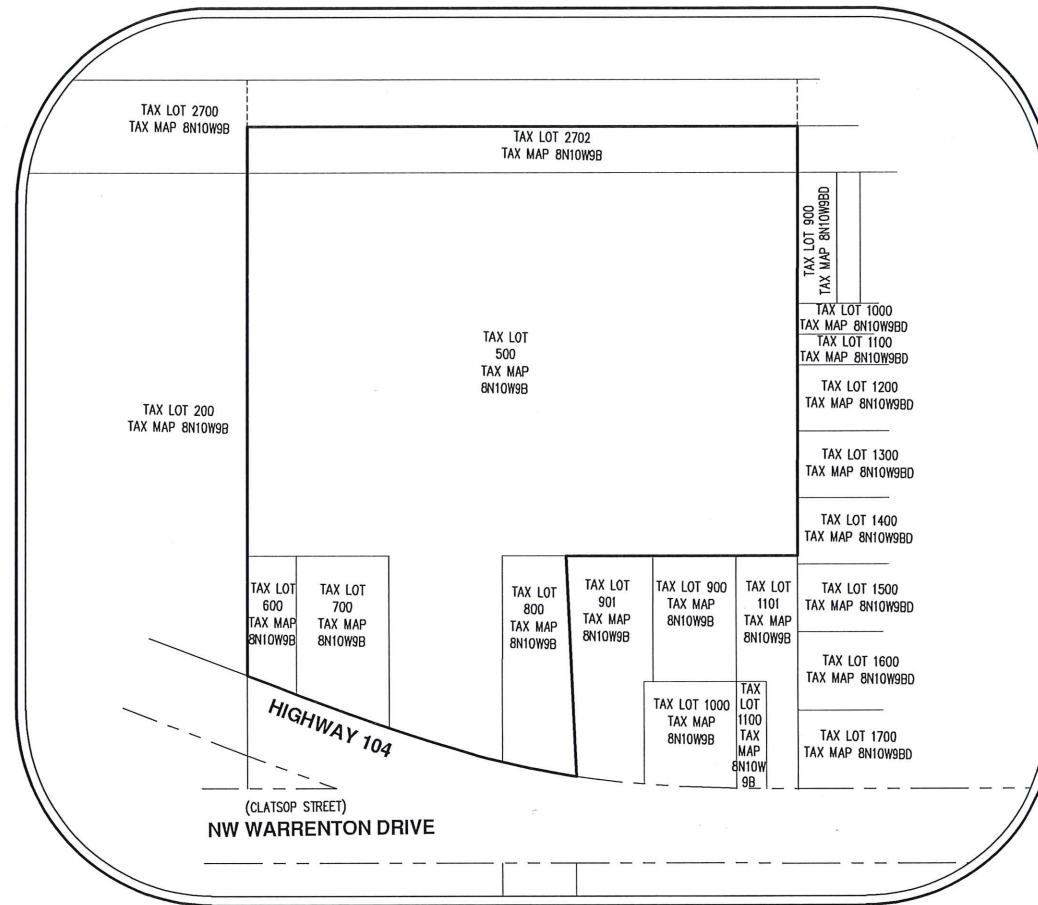 TAX LOT 2700
TAX MAP 8N10W9B
TAX LOT 2702
TAX MAP 8N10W9B
TAX LOT 900
TAX MAP 8N10W9BD
TAX LOT 1000
TAX MAP 8N10W9BD
TAX LOT 1100
TAX MAP 8N10W9BD
TAX LOT
500
TAX MAP
8N10W9B
TAX LOT 1200
TAX MAP 8N10W9BD
TAX LOT 200
TAX MAP 8N10W9B
TAX LOT 1300
TAX MAP 8N10W9BD
TAX LOT 1400
TAX MAP 8N10W9BD
TAX LOT
600
TAX MAP
8N10W9B
TAX LOT
700
TAX MAP
8N10W9B
TAX LOT
800
TAX MAP
8N10W9B
TAX LOT
901
TAX MAP
8N10W9B
TAX LOT 900
TAX MAP
8N10W9B
TAX LOT
1101
TAX MAP
8N10W9B
TAX LOT 1500
TAX MAP 8N10W9BD
TAX LOT 1600
TAX MAP 8N10W9BD
TAX LOT 1000
TAX MAP
8N10W9B
TAX
LOT
1100
TAX
MAP
8N10W
9B
TAX LOT 1700
TAX MAP 8N10W9BD
HIGHWAY 104
(CLATSOP STREET)
NW WARRENTON DRIVE